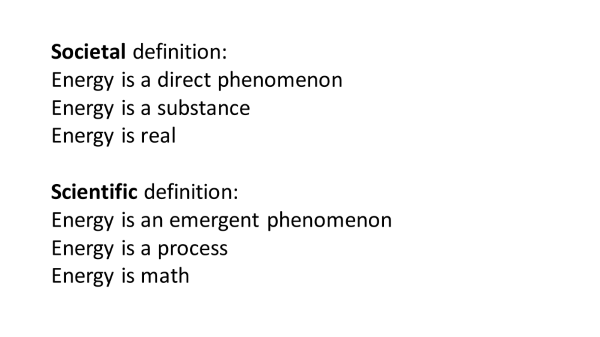 Societal definition:
Energy is a direct phenomenon
Energy is a substance
Energy is real
Scientific definition:
Energy is an emergent phenomenon
Energy is a process
Energy is math